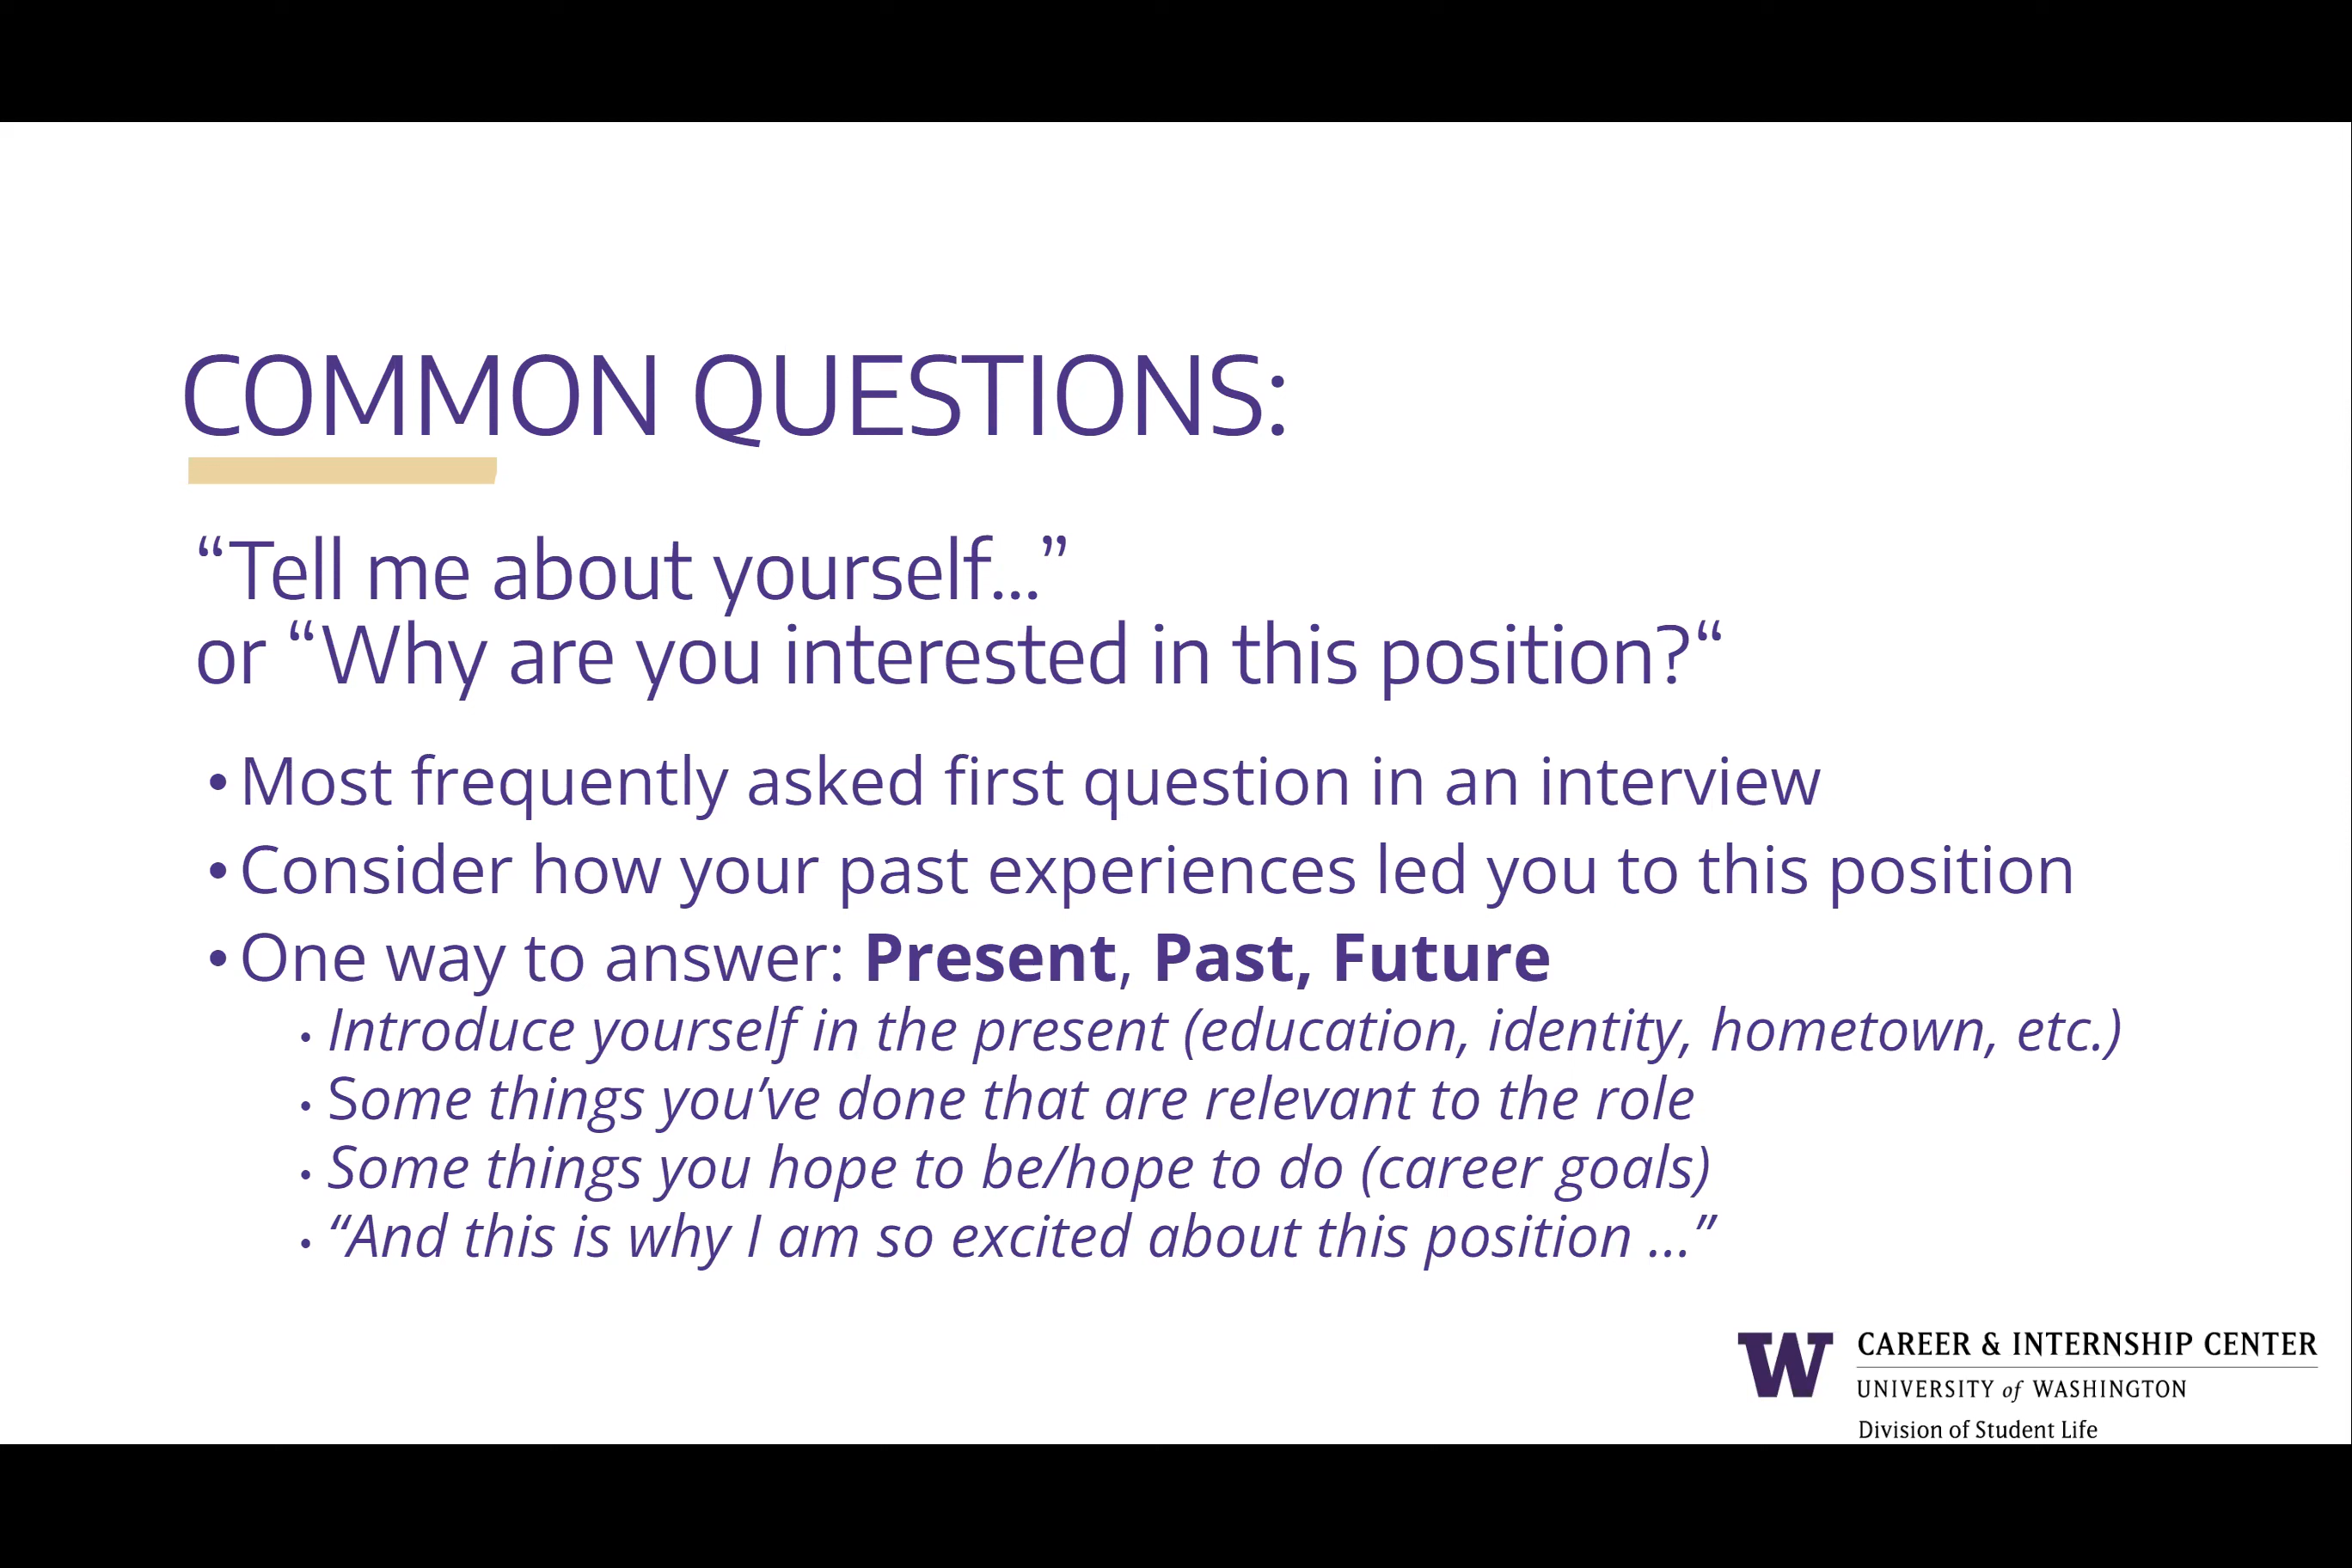 COMMON QUESTIONS:
“Tell me about yourself...”
or “Why are you interested in this position?“
• Most frequently asked first question in an interview
• Consider how your past experiences led you to this position
• One way to answer: Present, Past, Future
• Introduce yourself in the present (education, identity, hometown, etc.)
• Some things you’ve done that are relevant to the role
• Some things you hope to be/hope to do (career goals)
• “And this is why I am so excited about this position ...”
W
CAREER & INTERNSHIP CENTER
UNIVERSITY of WASHINGTON
Division of Student Life